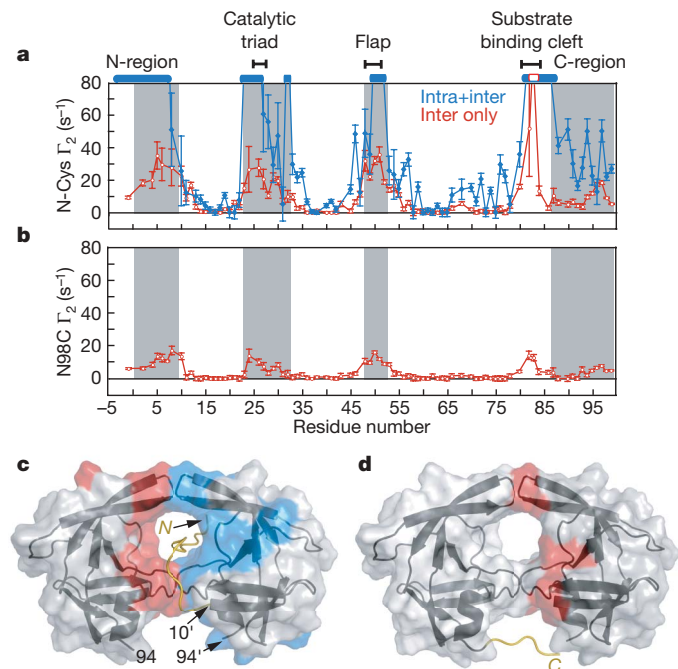 a
N-region
Catalytic
triad
Flap
Substrate
binding cleft
C-region
N-Cys Γ2 (s−1)
80
60
40
20
0
Intra+inter
Inter only
b
N98C Γ2 (s−1)
80
60
40
20
0
−5 5 15 25 35 45 55 65 75 85 95
Residue number
c
N
10′
94
94′
d
C